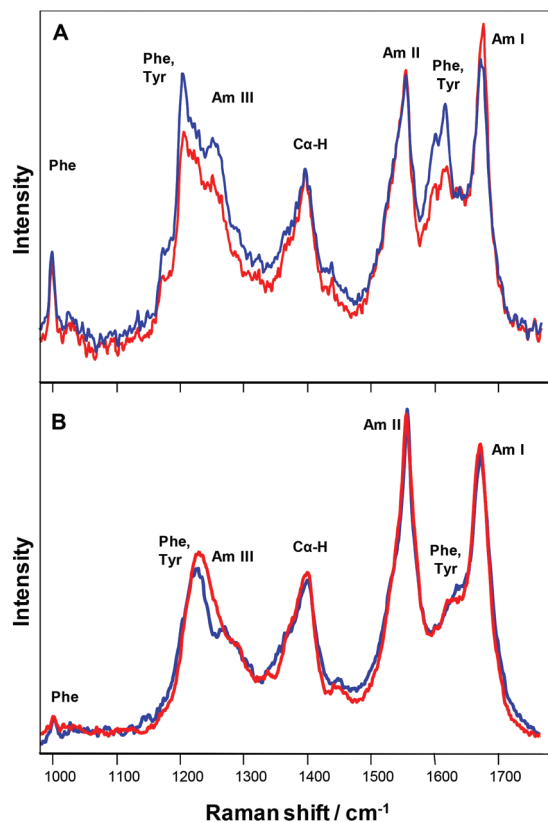 A
Phe,
Tyr
Am III
Phe
Cα-H
Am II
Phe,
Tyr
Am I
Intensity
B
Phe,
Tyr
Am III
Phe
Cα-H
Am II
Phe,
Tyr
Am I
Intensity
1000 1100 1200 1300 1400 1500 1600 1700
Raman shift / cm⁻¹